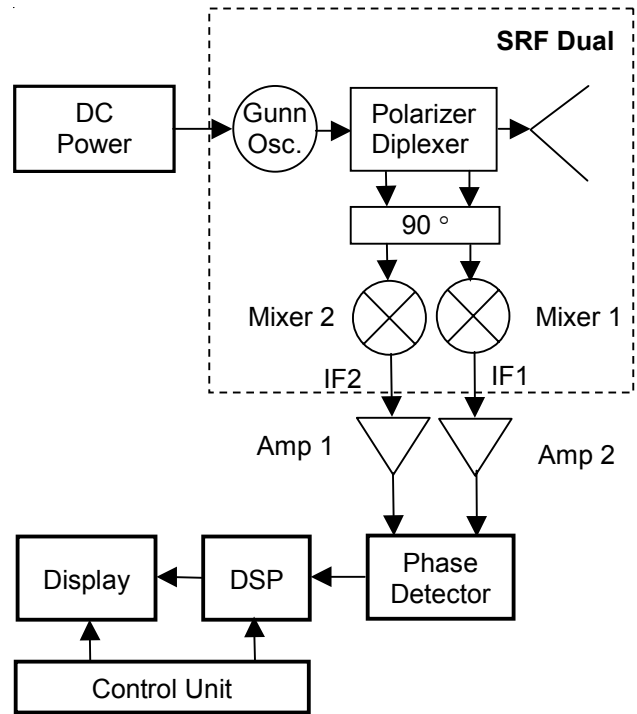 SRF Dual
DC
Power
Gunn
Osc.
Polarizer
Diplexer
90 °
Mixer 2
Mixer 1
IF2
IF1
Amp 1
Amp 2
Display
DSP
Phase
Detector
Control Unit